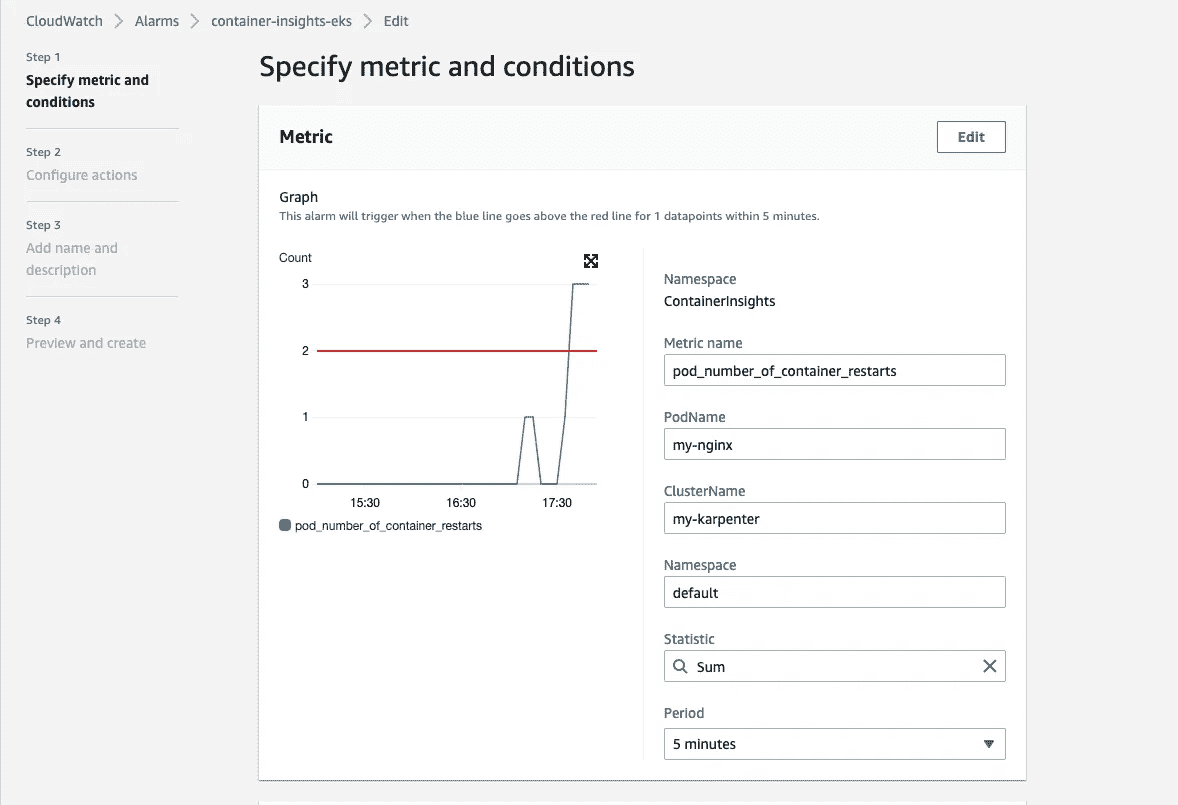 CloudWatch > Alarms > container-insights-eks > Edit
Step 1
Specify metric and
conditions
Step 2
Configure actions
Step 3
Add name and
description
Step 4
Preview and create
Specify metric and conditions
Metric
Edit
Graph
This alarm will trigger when the blue line goes above the red line for 1 datapoints within 5 minutes.
Count
3
2
1
0
15:30 16:30 17:30
pod_number_of_container_restarts
Namespace
ContainerInsights
Metric name
pod_number_of_container_restarts
PodName
my-nginx
ClusterName
my-karpenter
Namespace
default
Statistic
Sum
Period
5 minutes